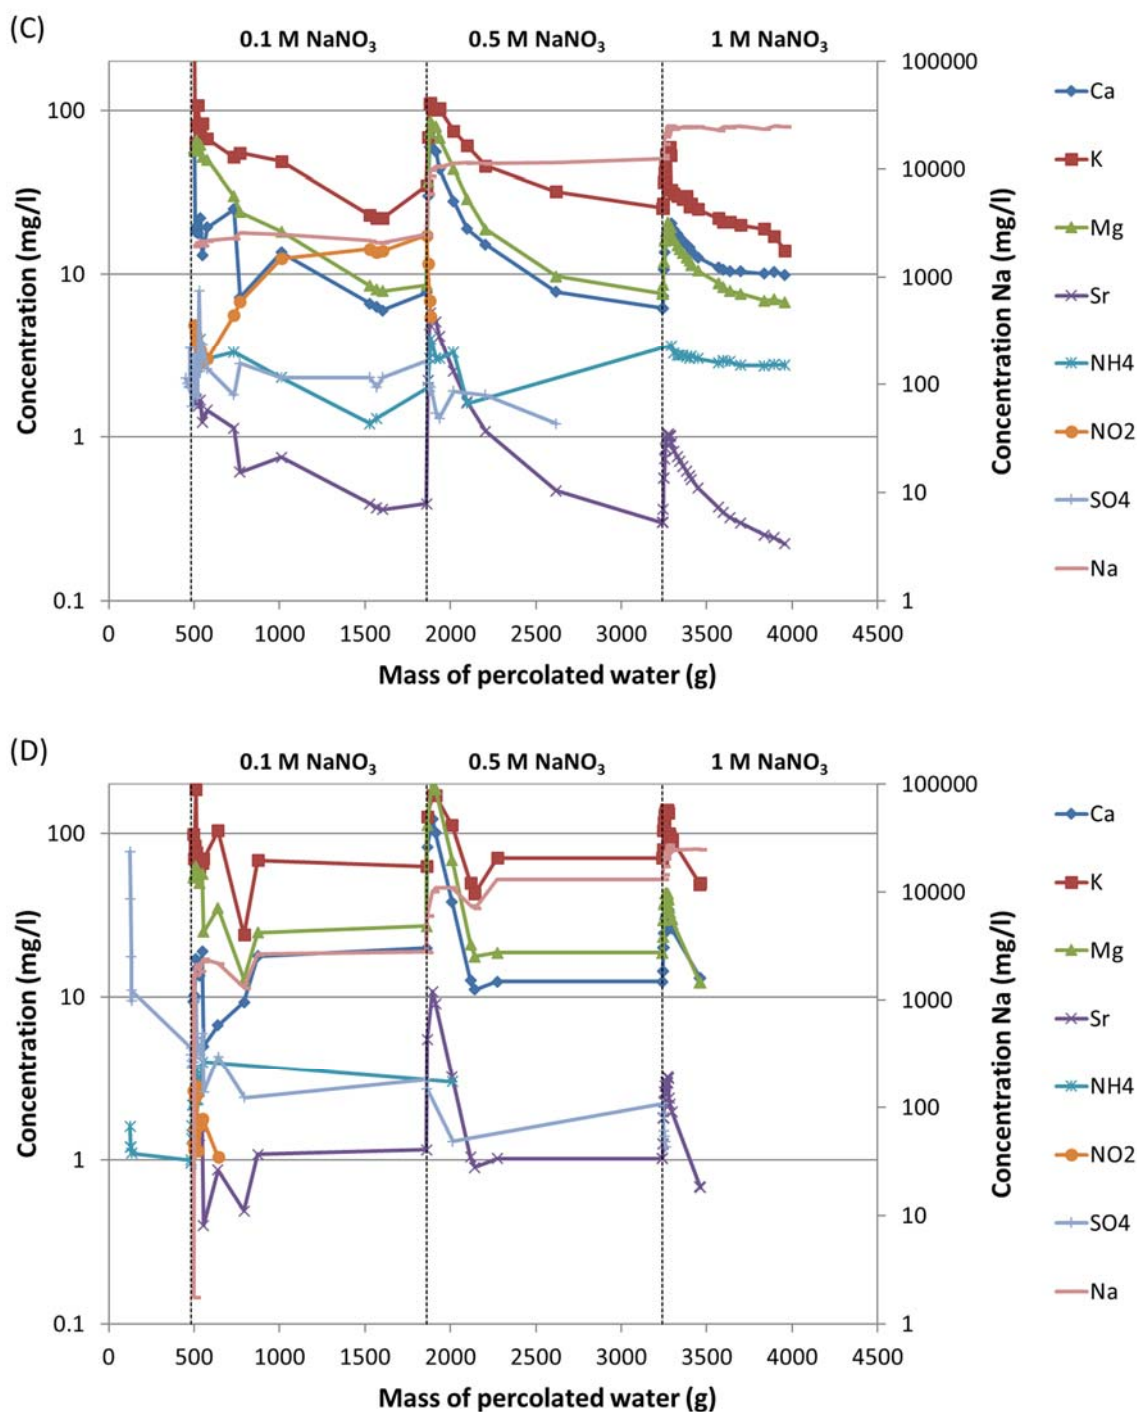 (C)
0.1 M NaNO₃ 0.5 M NaNO₃ 1 M NaNO₃
Concentration (mg/l)
100
10
1
0.1
100000
10000
1000
100
10
1
Concentration Na (mg/l)
0 500 1000 1500 2000 2500 3000 3500 4000 4500
Mass of percolated water (g)
Ca
K
Mg
Sr
NH4
NO2
SO4
Na
(D)
0.1 M NaNO₃ 0.5 M NaNO₃ 1 M NaNO₃
Concentration (mg/l)
100
10
1
0.1
100000
10000
1000
100
10
1
Concentration Na (mg/l)
0 500 1000 1500 2000 2500 3000 3500 4000 4500
Mass of percolated water (g)
Ca
K
Mg
Sr
NH4
NO2
SO4
Na